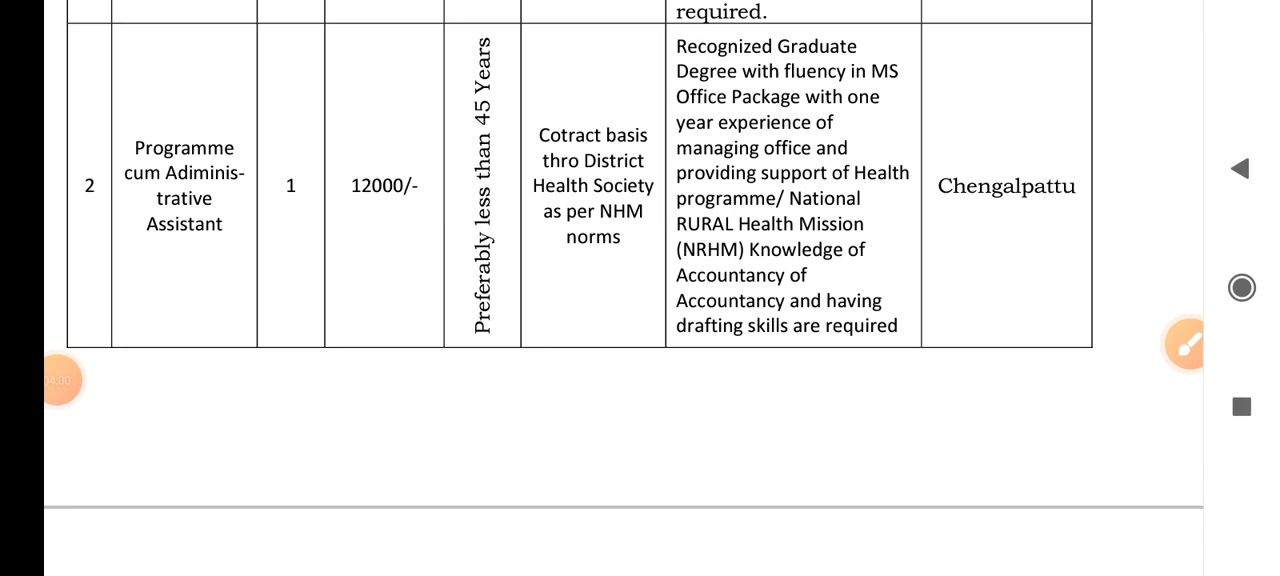 required.
2
Programme
cum Adiminis-
trative
Assistant
1
12000/-
Preferably less than 45 Years
Cotract basis
thro District
Health Society
as per NHM
norms
Recognized Graduate
Degree with fluency in MS
Office Package with one
year experience of
managing office and
providing support of Health
programme/ National
RURAL Health Mission
(NRHM) Knowledge of
Accountancy of
Accountancy and having
drafting skills are required
Chengalpattu
04:00